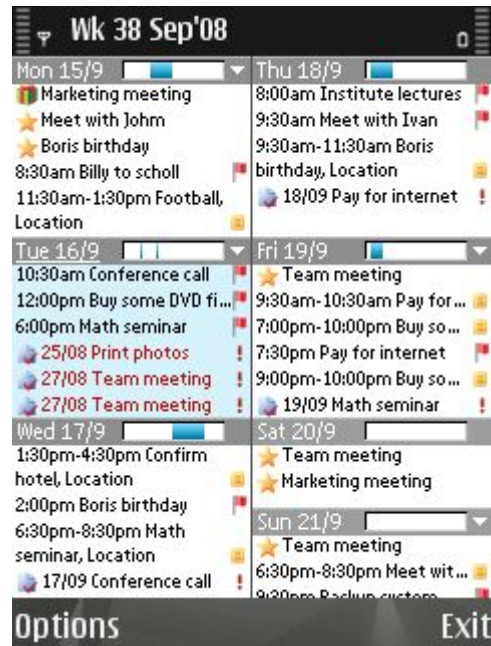 Wk 38 Sep'08
Mon 15/9
Marketing meeting
Meet with Johm
Boris birthday
8:30am Billy to scholl
11:30am-1:30pm Football,
Location
Tue 16/9
10:30am Conference call
12:00pm Buy some DVD fi...
6:00pm Math seminar
25/08 Print photos
27/08 Team meeting
27/08 Team meeting
Wed 17/9
1:30pm-4:30pm Confirm
hotel, Location
2:00pm Boris birthday
6:30pm-8:30pm Math
seminar, Location
17/09 Conference call
Thu 18/9
8:00am Institute lectures
9:30am Meet with Ivan
9:30am-11:30am Boris
birthday, Location
18/09 Pay for internet
Fri 19/9
Team meeting
9:30am-10:30am Pay for...
7:00pm-10:00pm Buy so...
7:30pm Pay for internet
9:00pm-10:00pm Buy so...
19/09 Math seminar
Sat 20/9
Team meeting
Marketing meeting
Sun 21/9
Team meeting
6:30pm-8:30pm Meet wit...
9:30pm Backup custom
Options
Exit